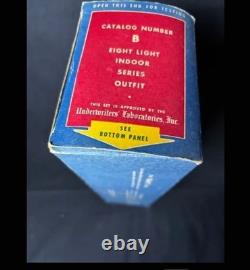 OPEN THIS END FOR TESTING
CATALOG NUMBER
B
EIGHT LIGHT
INDOOR
SERIES
OUTFIT
THIS SET IS APPROVED BY THE
Underwriters' Laboratories, Inc.
SEE
BOTTOM PANEL